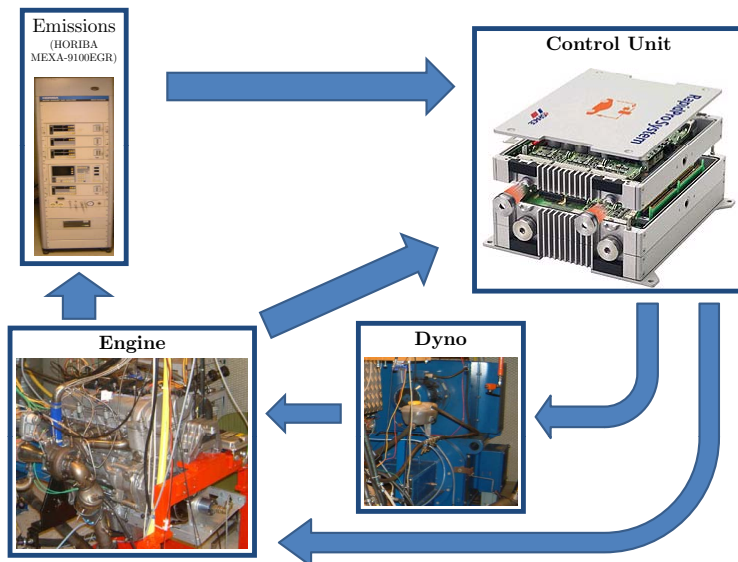 Emissions
(HORIBA
MEXA-9100EGR)
Control Unit
RapidPro System
Engine
Dyno